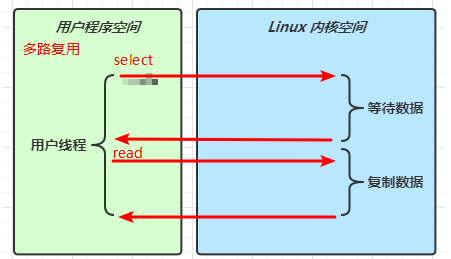 用户程序空间
Linux 内核空间
多路复用
select
等待数据
用户线程
read
复制数据